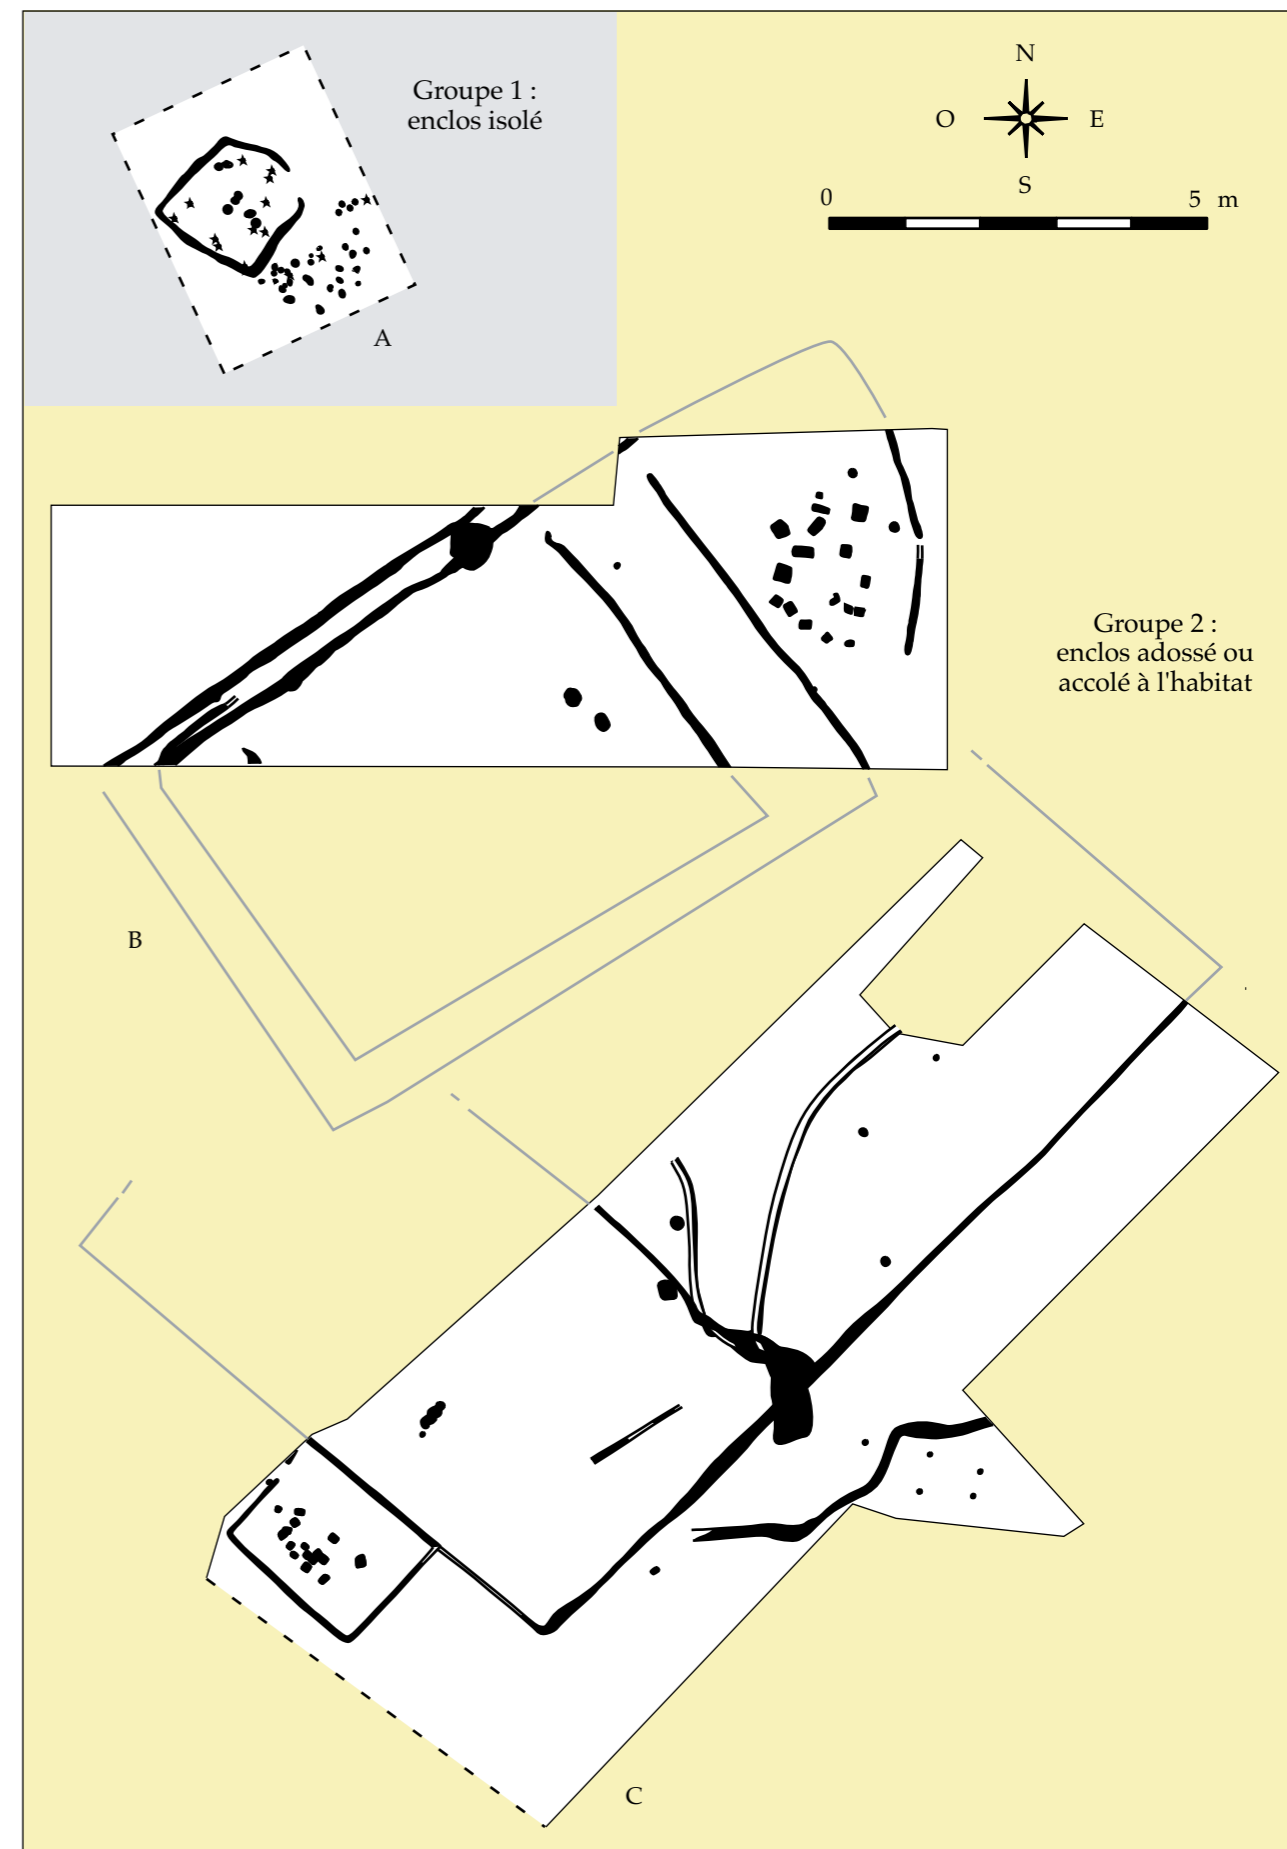 Groupe 1 :
enclos isolé
A
N
O
E
S
0
5 m
Groupe 2 :
enclos adossé ou
accolé à l'habitat
B
C